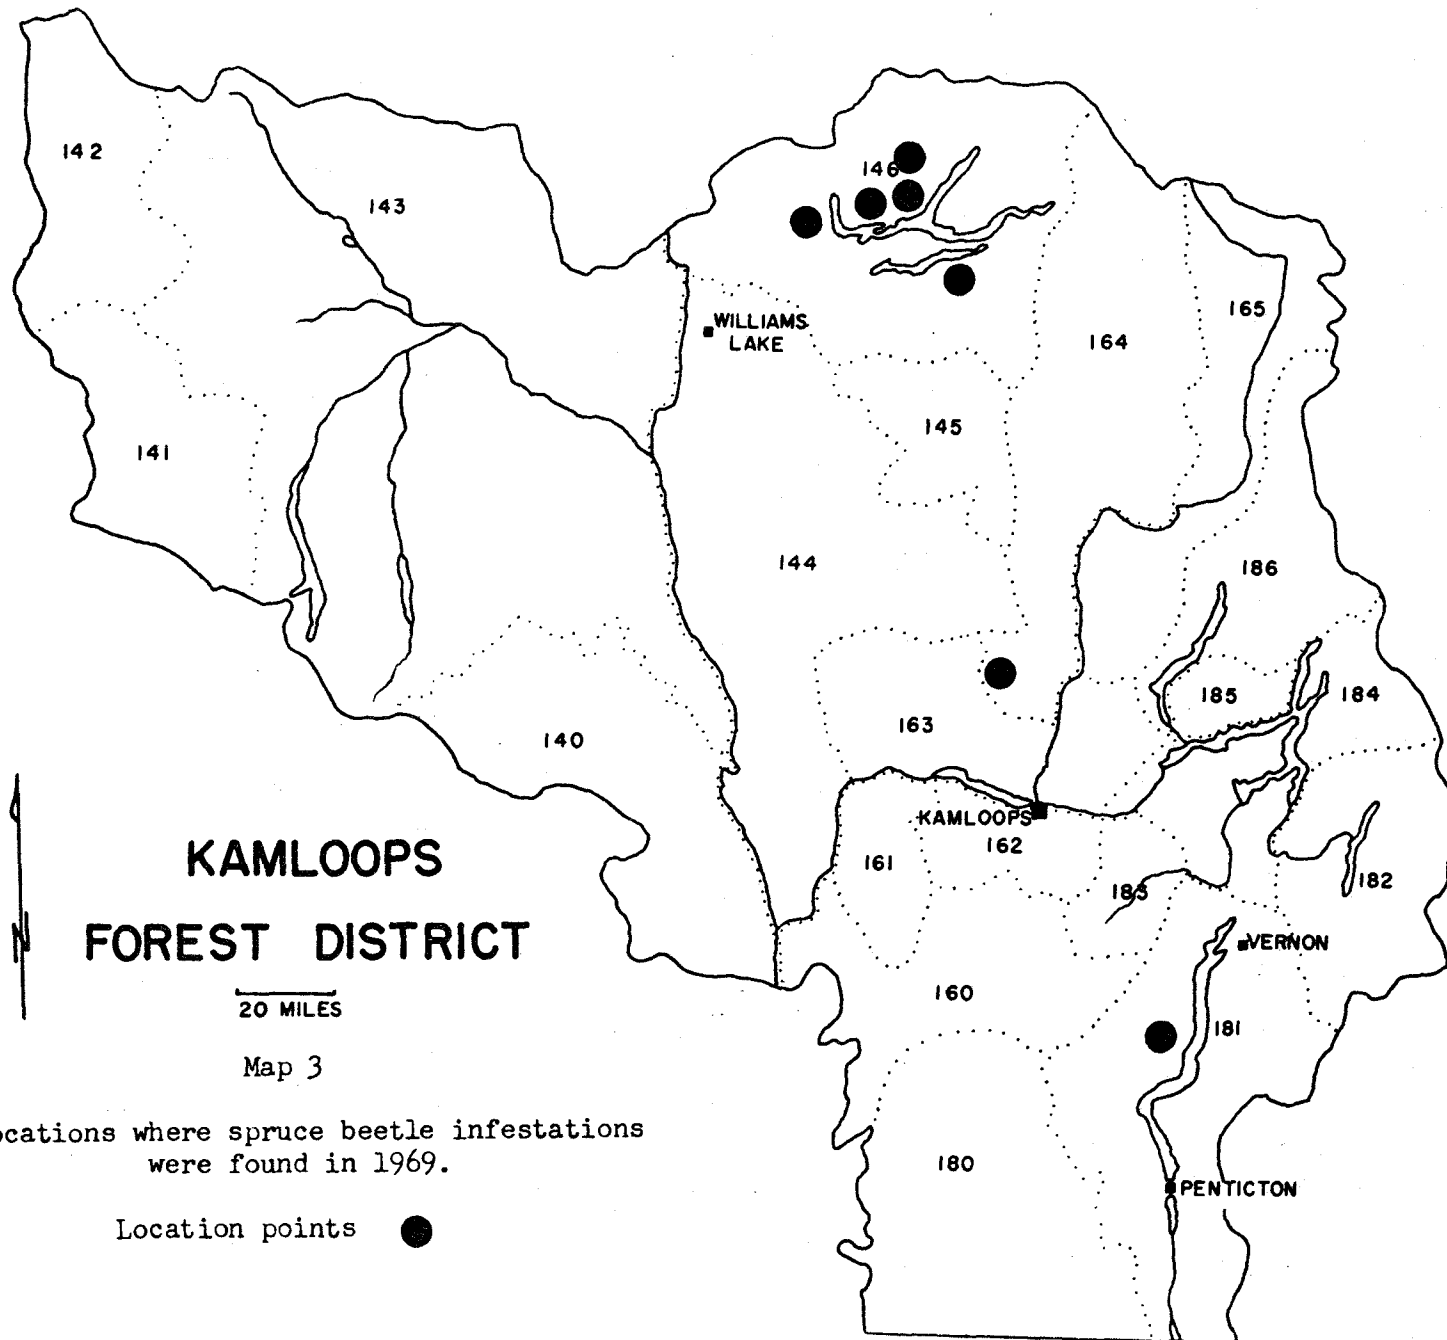 142
143
146
WILLIAMS
LAKE
165
164
145
141
144
186
185
184
163
140
KAMLOOPS
162
161
183
182
VERNON
160
181
180
PENTICTON
KAMLOOPS
FOREST DISTRICT
N
20 MILES
Map 3
ocations where spruce beetle infestations
were found in 1969.
Location points